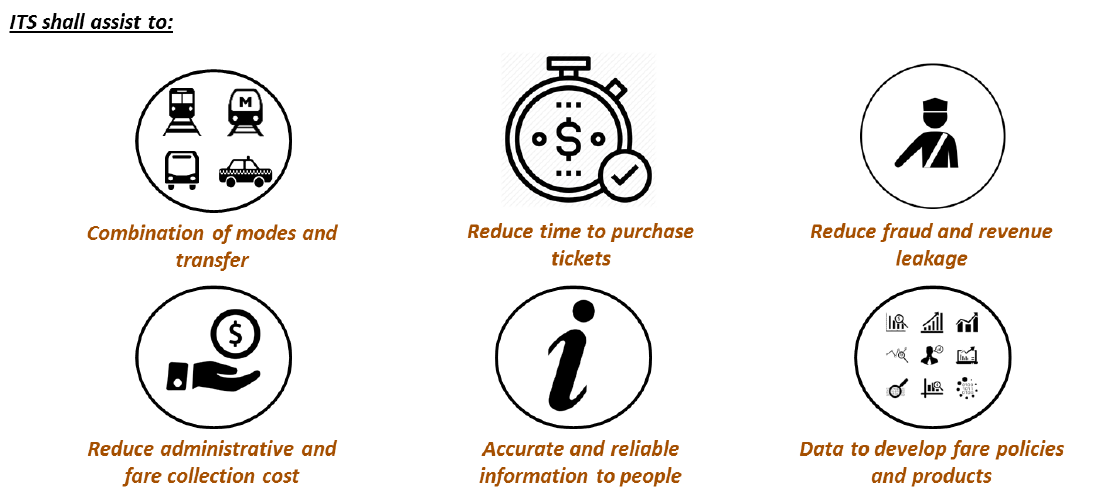 ITS shall assist to:
M
Combination of modes and
transfer
$
Reduce time to purchase
tickets
Reduce fraud and revenue
leakage
$
Reduce administrative and
fare collection cost
i
Accurate and reliable
information to people
Data to develop fare policies
and products